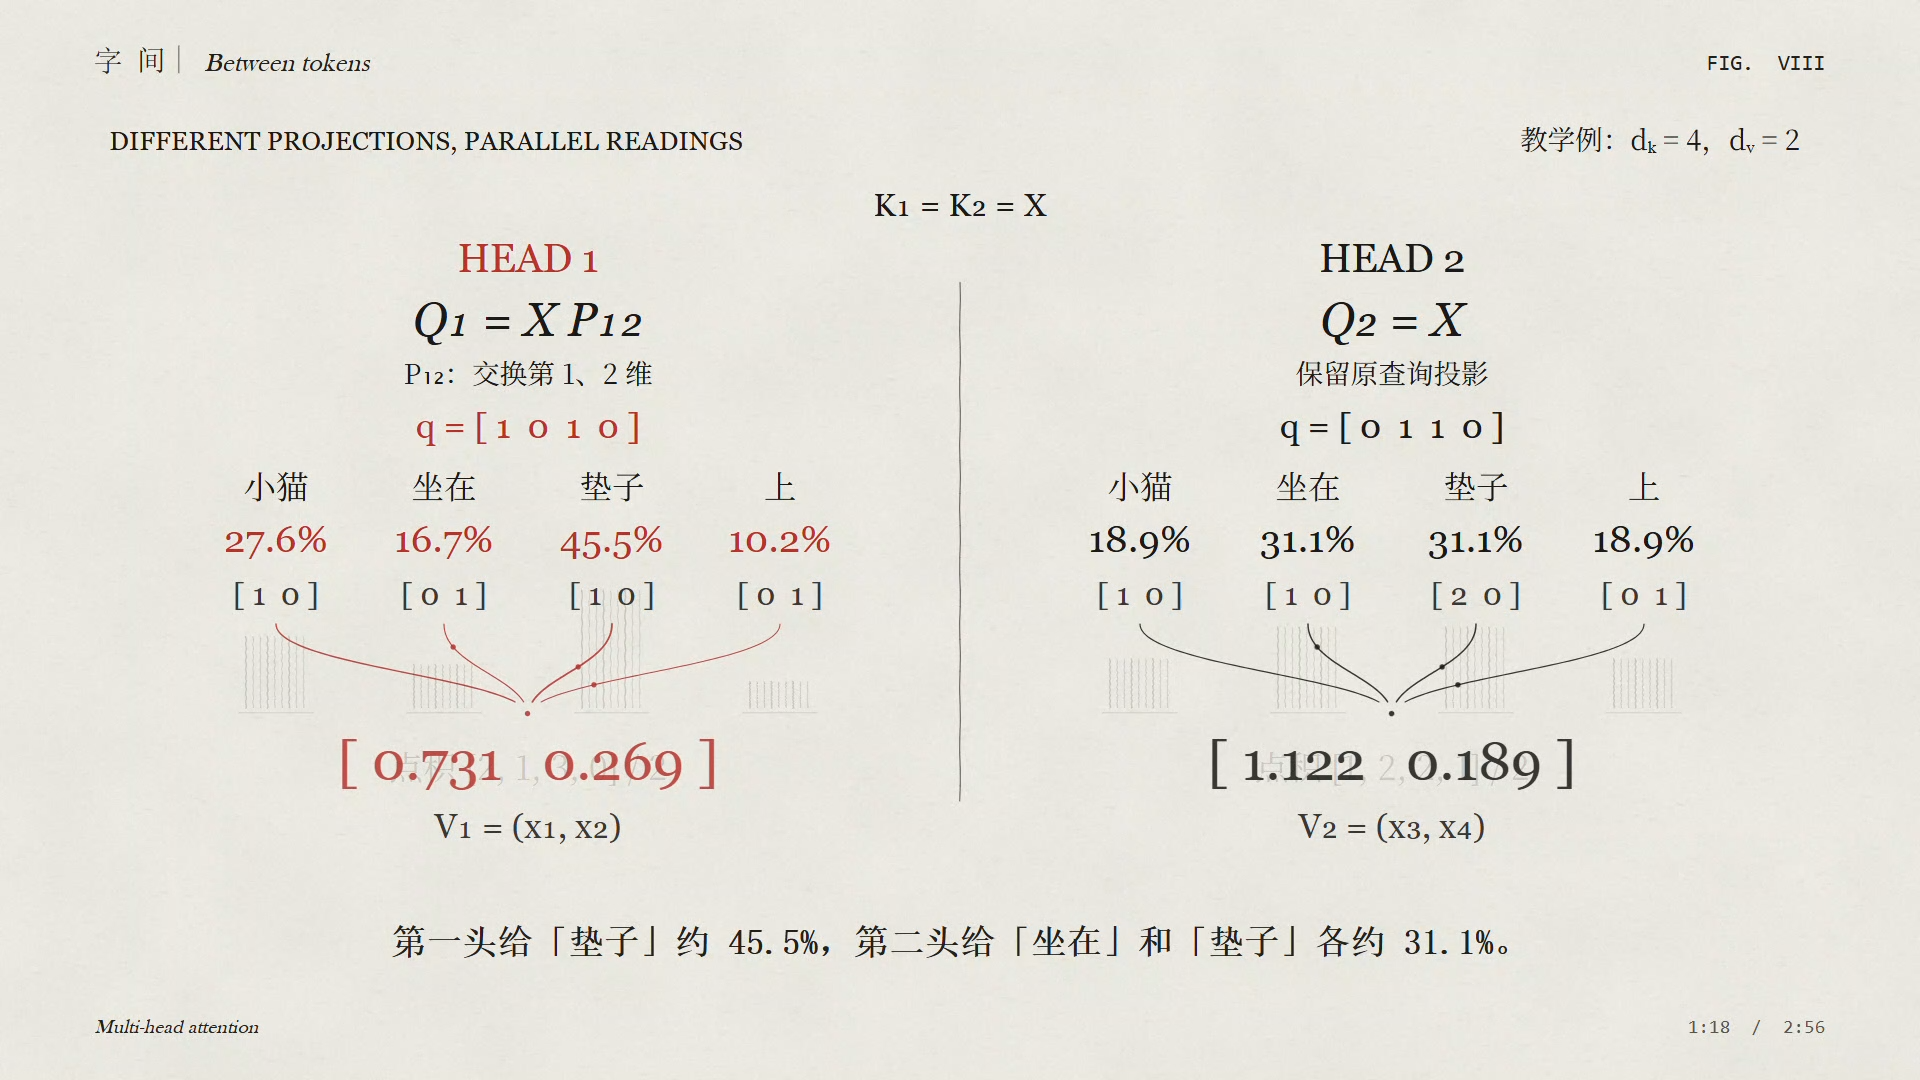 字 间 | Between tokens
FIG. VIII
DIFFERENT PROJECTIONS, PARALLEL READINGS
教学例：dₖ = 4，dᵥ = 2
K1 = K2 = X
HEAD 1
Q1 = X P12
P12：交换第 1、2 维
q = [ 1 0 1 0 ]
小猫 坐在 垫子 上
27.6% 16.7% 45.5% 10.2%
[ 1 0 ] [ 0 1 ] [ 1 0 ] [ 0 1 ]
[ 0.731 0.269 ]
V1 = (x1, x2)
HEAD 2
Q2 = X
保留原查询投影
q = [ 0 1 1 0 ]
小猫 坐在 垫子 上
18.9% 31.1% 31.1% 18.9%
[ 1 0 ] [ 1 0 ] [ 2 0 ] [ 0 1 ]
[ 1.122 0.189 ]
V2 = (x3, x4)
第一头给「垫子」约 45.5%，第二头给「坐在」和「垫子」各约 31.1%。
Multi-head attention
1:18 / 2:56